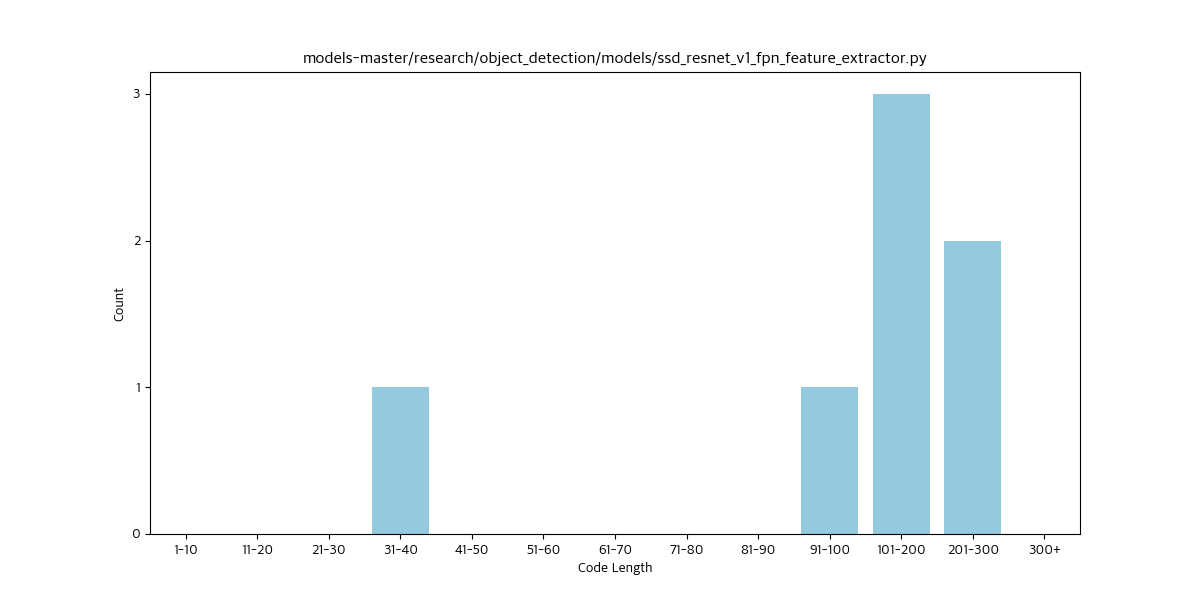 models-master/research/object_detection/models/ssd_resnet_v1_fpn_feature_extractor.py
3
2
1
0
Count
1-10 11-20 21-30 31-40 41-50 51-60 61-70 71-80 81-90 91-100 101-200 201-300 300+
Code Length